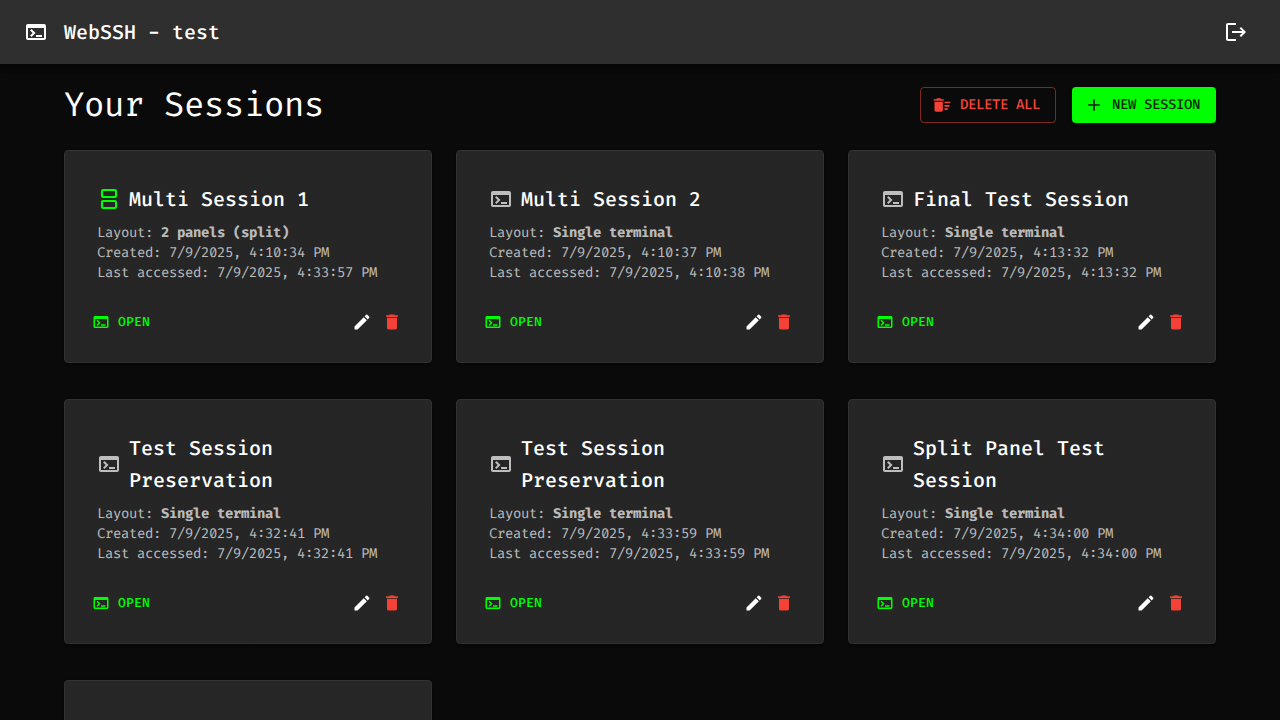 WebSSH - test
Your Sessions
DELETE ALL
NEW SESSION
Multi Session 1
Layout: 2 panels (split)
Created: 7/9/2025, 4:10:34 PM
Last accessed: 7/9/2025, 4:33:57 PM
OPEN
Multi Session 2
Layout: Single terminal
Created: 7/9/2025, 4:10:37 PM
Last accessed: 7/9/2025, 4:10:38 PM
OPEN
Final Test Session
Layout: Single terminal
Created: 7/9/2025, 4:13:32 PM
Last accessed: 7/9/2025, 4:13:32 PM
OPEN
Test Session
Preservation
Layout: Single terminal
Created: 7/9/2025, 4:32:41 PM
Last accessed: 7/9/2025, 4:32:41 PM
OPEN
Test Session
Preservation
Layout: Single terminal
Created: 7/9/2025, 4:33:59 PM
Last accessed: 7/9/2025, 4:33:59 PM
OPEN
Split Panel Test
Session
Layout: Single terminal
Created: 7/9/2025, 4:34:00 PM
Last accessed: 7/9/2025, 4:34:00 PM
OPEN